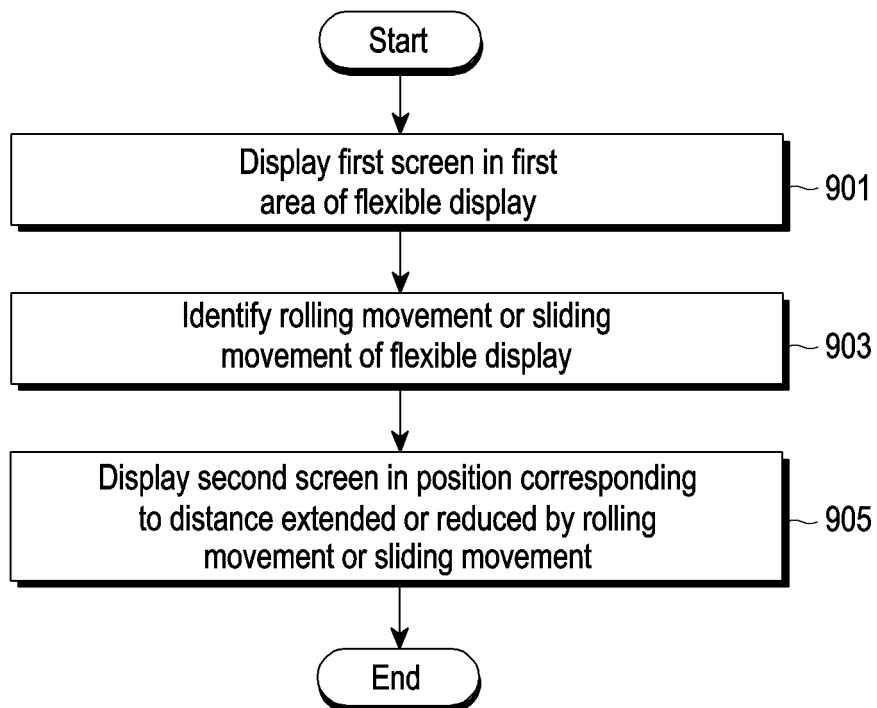 Start
Display first screen in first
area of flexible display
901
Identify rolling movement or sliding
movement of flexible display
903
Display second screen in position corresponding
to distance extended or reduced by rolling
movement or sliding movement
905
End